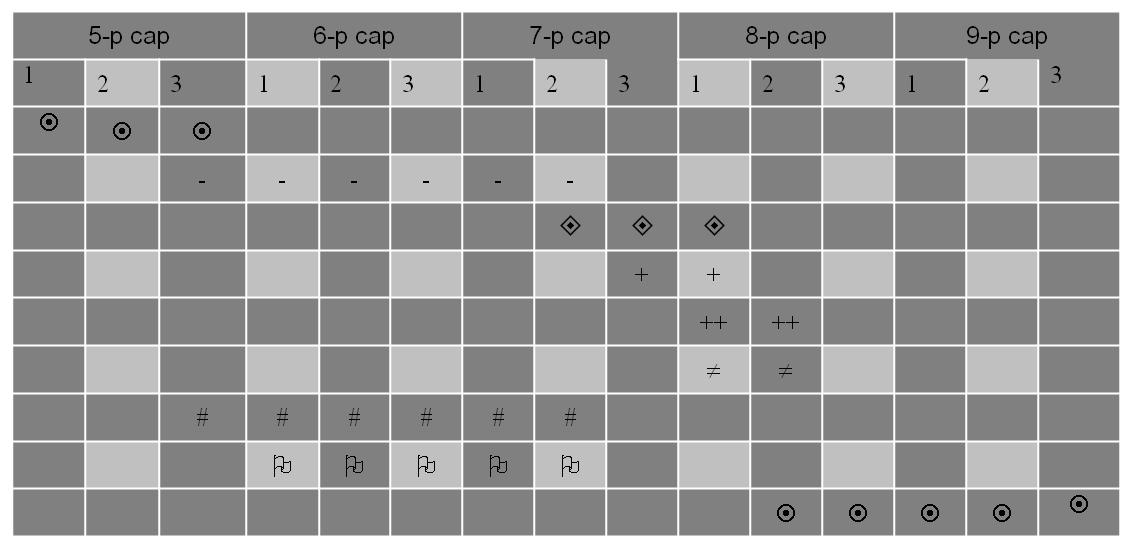 5-p cap 6-p cap 7-p cap 8-p cap 9-p cap
1 2 3 1 2 3 1 2 3 1 2 3 1 2 3
⊙ ⊙ ⊙
- - - - - -
◈ ◈ ◈
+ +
++ ++
≠ ≠
# # # # # #
⚐ ⚐ ⚐ ⚐ ⚐
⊙ ⊙ ⊙ ⊙ ⊙